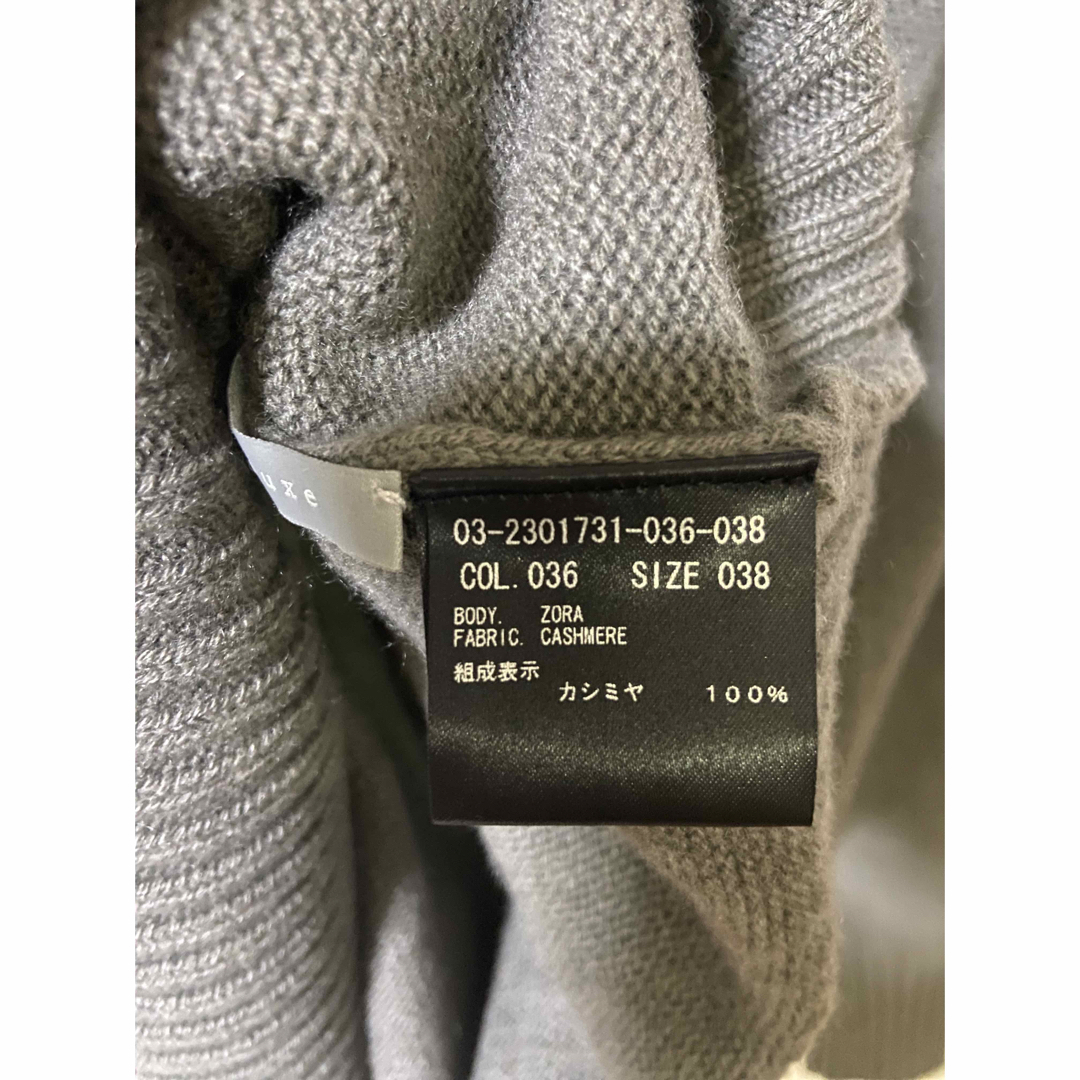 uxe
03-2301731-036-038
COL. 036 SIZE 038
BODY. ZORA
FABRIC. CASHMERE
組成表示
カシミヤ 100%